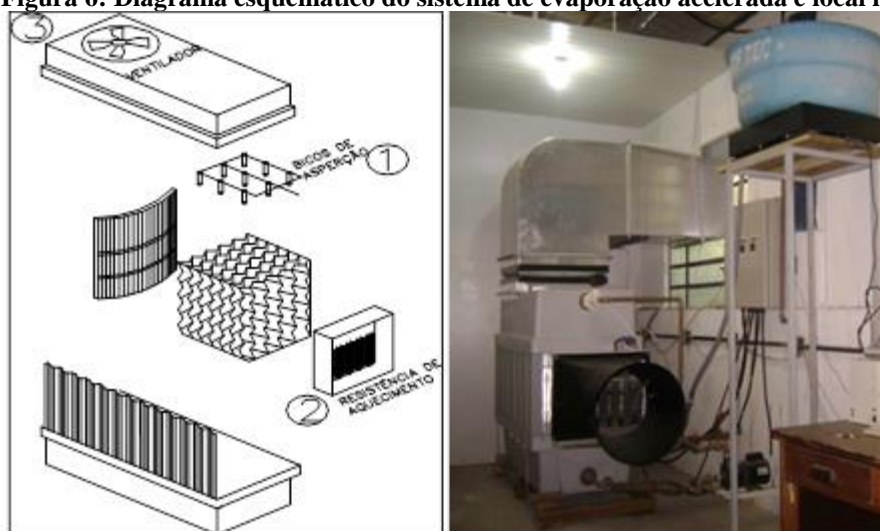 Figura 6: Diagrama esquemático do sistema de evaporação acelerada e local
3
VENTILADOR
BICOS DE
ASPERÇÃO
1
RESISTÊNCIA DE
AQUECIMENTO
2
TEC